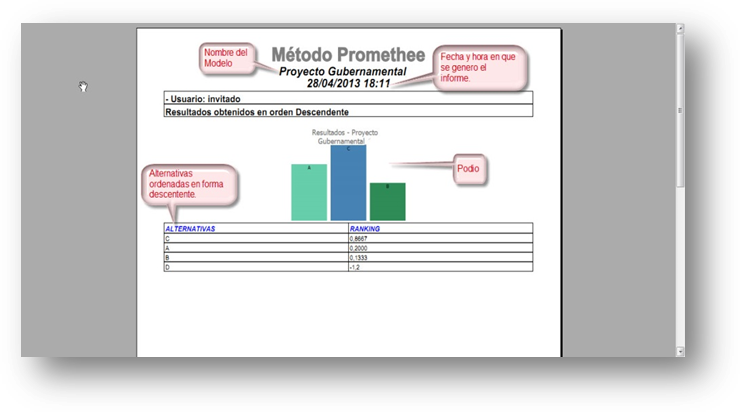 Nombre del
Modelo
Método Promethee
Proyecto Gubernamental
28/04/2013 18:11
Fecha y hora en que
se genero el
informe.
- Usuario: invitado
Resultados obtenidos en orden Descendente
Resultados - Proyecto
Gubernamental
C
A
B
Podio
Alternativas
ordenadas en forma
descentente.
ALTERNATIVAS RANKING
C 0,8667
A 0,2000
B 0,1333
D -1,2